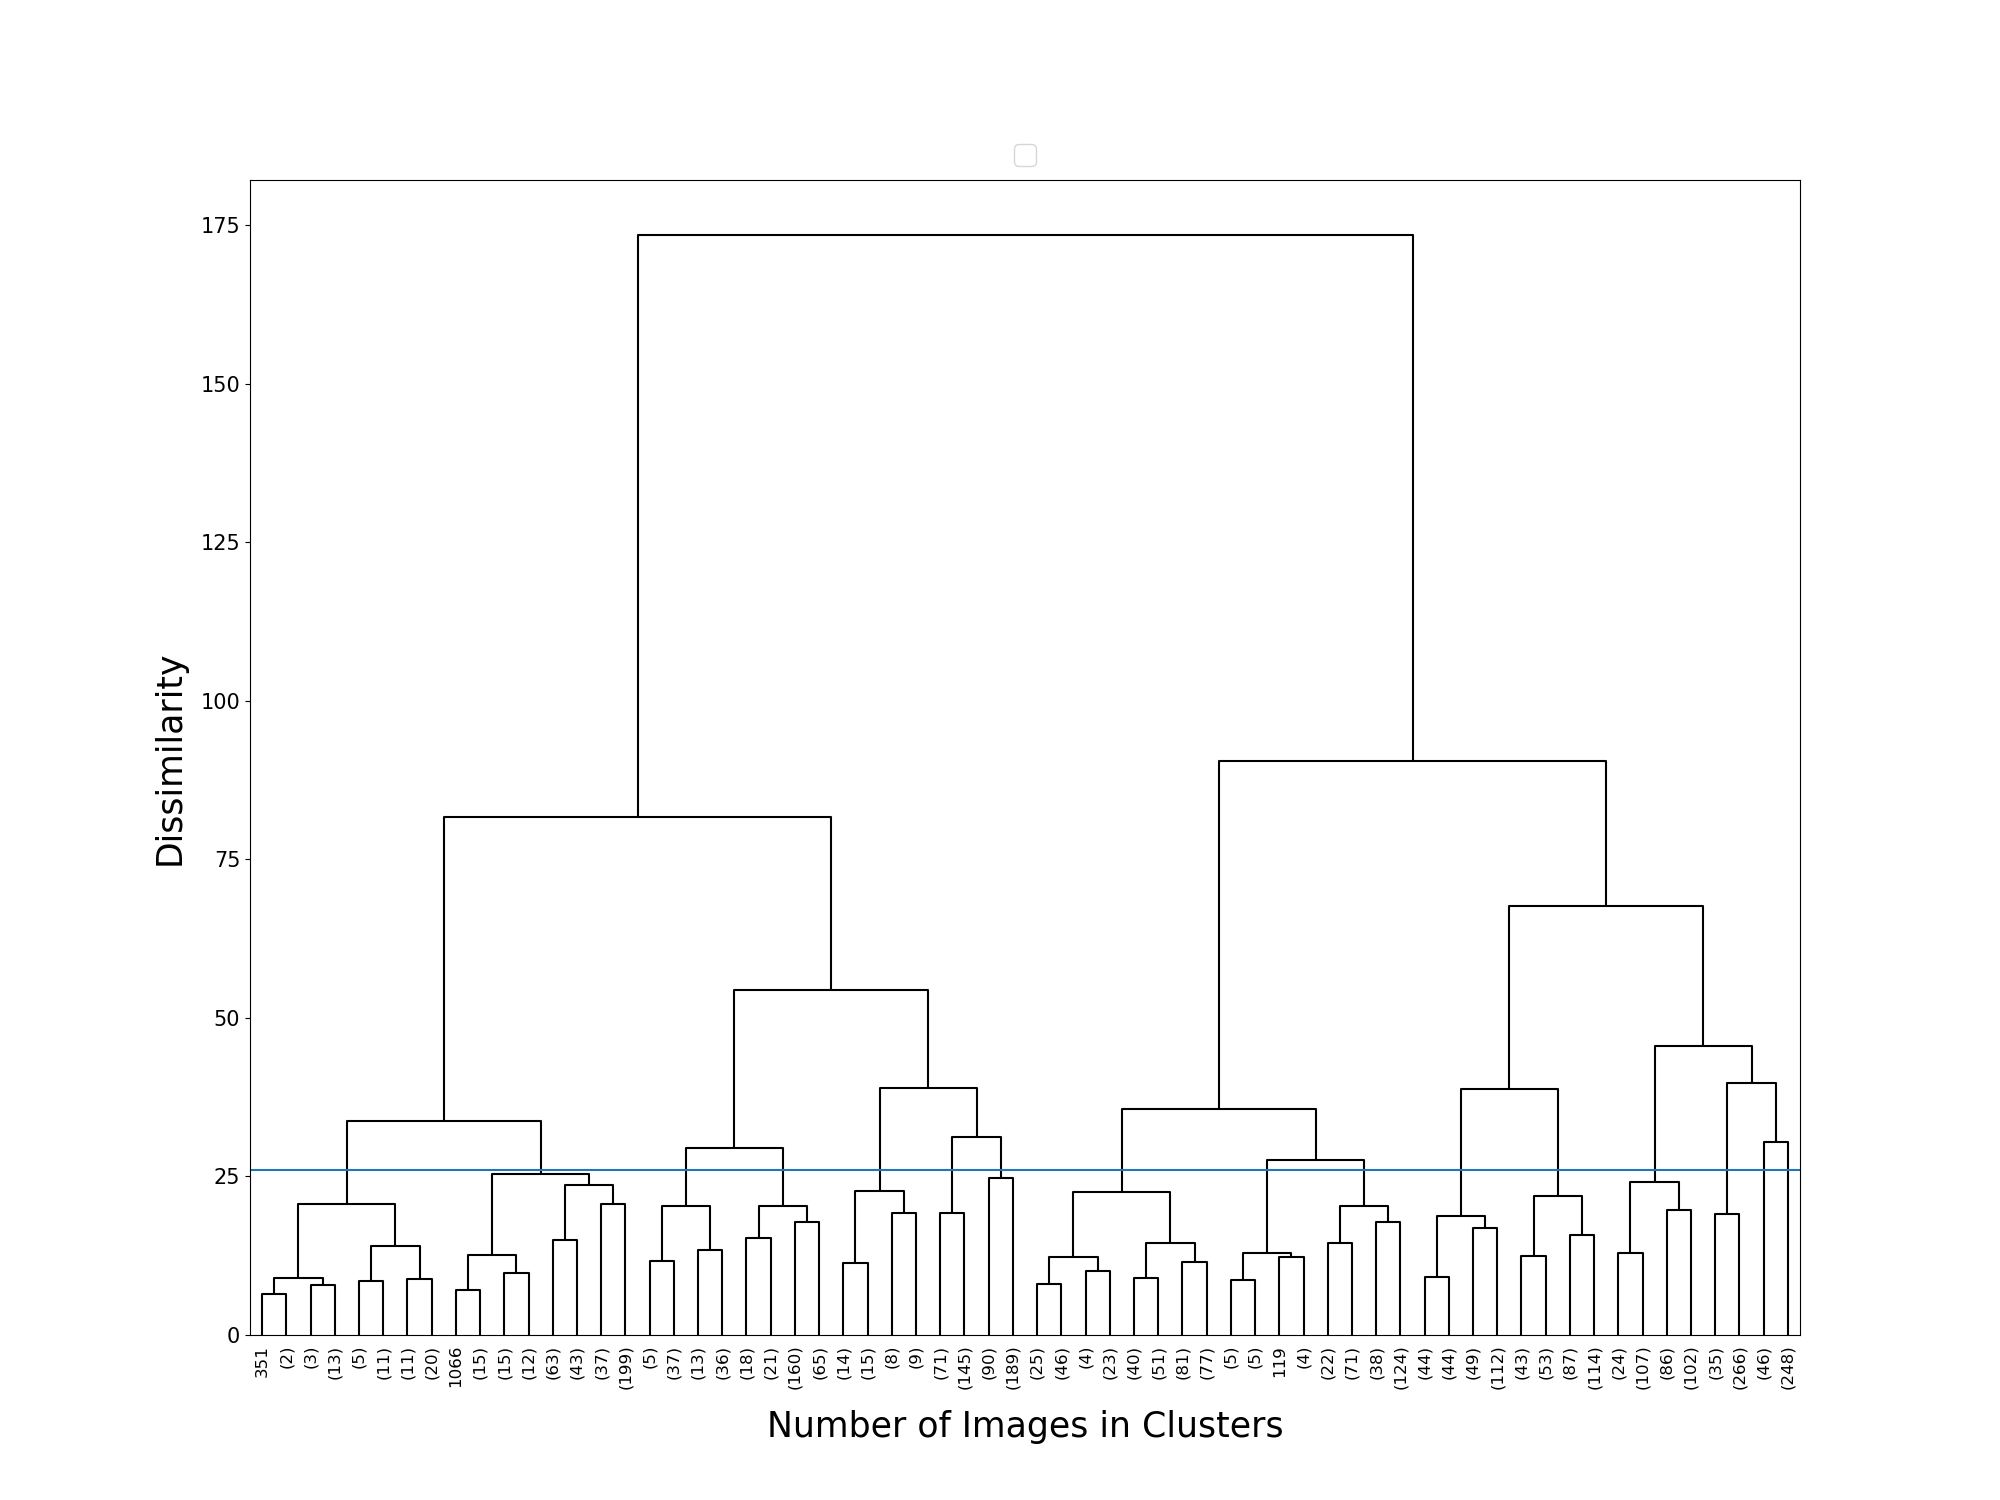 175
150
125
100
75
50
25
0
Dissimilarity
351 (2) (3) (13) (5) (11) (11) (20) 1066 (15) (15) (12) (63) (43) (37) (199) (5) (37) (13) (36) (18) (21) (160) (65) (14) (15) (8) (9) (71) (145) (90) (189) (25) (46) (4) (23) (40) (51) (81) (77) (5) (5) 119 (4) (22) (71) (38) (124) (44) (44) (49) (112) (43) (53) (87) (114) (24) (107) (86) (102) (35) (266) (46) (248)
Number of Images in Clusters